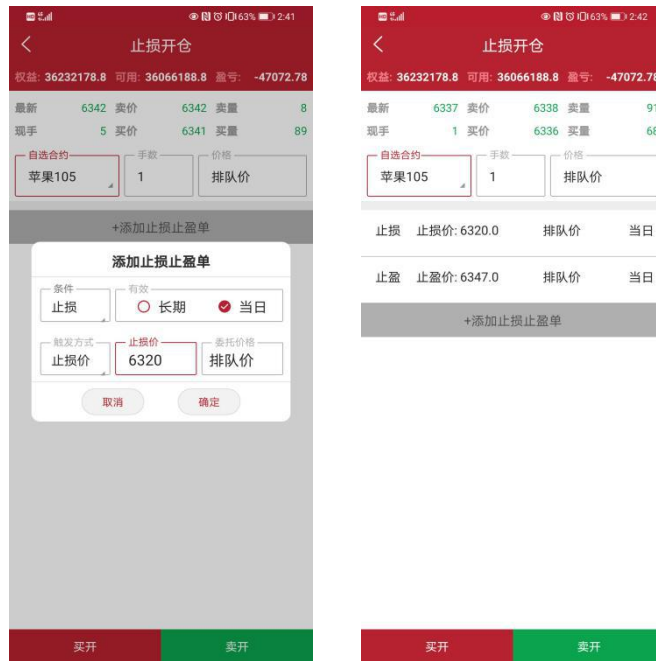 63% 2:41
止损开仓
权益: 36232178.8 可用: 36066188.8 盈亏: -47072.78
最新 6342 卖价 6342 卖量 8
现手 5 买价 6341 买量 89
自选合约 手数 价格
苹果105 1 排队价
+添加止损止盈单
添加止损止盈单
条件 有效
止损 长期 当日
触发方式 止损价 委托价格
止损价 6320 排队价
取消 确定
买开 卖开
63% 2:42
止损开仓
权益: 36232178.8 可用: 36066188.8 盈亏: -47072.78
最新 6337 卖价 6338 卖量 91
现手 1 买价 6336 买量 68
自选合约 手数 价格
苹果105 1 排队价
止损 止损价: 6320.0 排队价 当日
止盈 止盈价: 6347.0 排队价 当日
+添加止损止盈单
买开 卖开